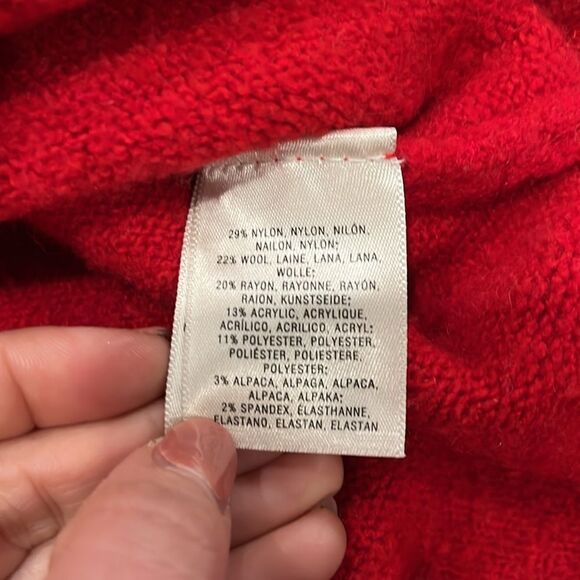 29% NYLON, NYLON, NILÓN,
NAILON, NYLON;
22% WOOL, LAINE, LANA, LANA,
WOLLE;
20% RAYON, RAYONNE, RAYÓN,
RAION, KUNSTSEIDE;
13% ACRYLIC, ACRYLIQUE,
ACRÍLICO, ACRILICO, ACRYL;
11% POLYESTER, POLYESTER,
POLIÉSTER, POLIESTERE,
POLYESTER;
3% ALPACA, ALPAGA, ALPACA,
ALPACA, ALPAKA;
2% SPANDEX, ÉLASTHANNE,
ELASTANO, ELASTAN, ELASTAN